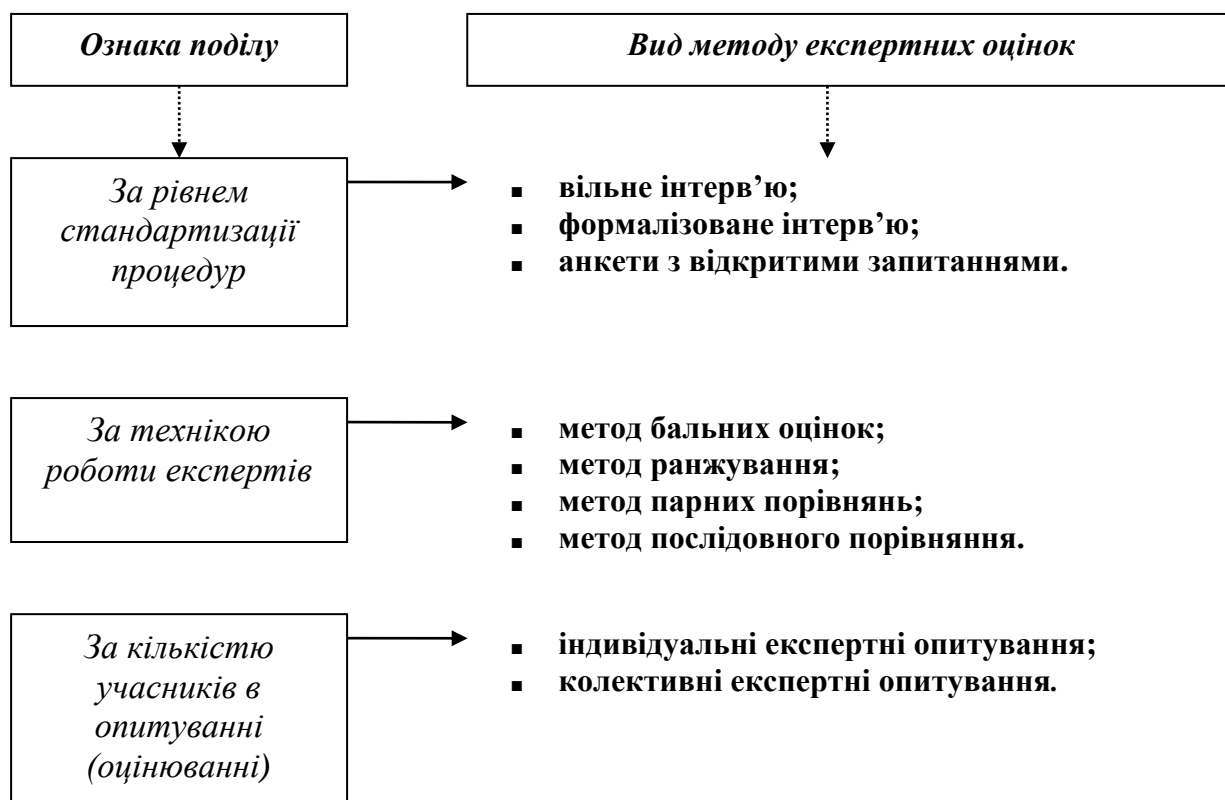 Ознака поділу
Вид методу експертних оцінок
За рівнем
стандартизації
процедур
▪ вільне інтерв’ю;
▪ формалізоване інтерв’ю;
▪ анкети з відкритими запитаннями.
За технікою
роботи експертів
▪ метод бальних оцінок;
▪ метод ранжування;
▪ метод парних порівнянь;
▪ метод послідовного порівняння.
За кількістю
учасників в
опитуванні
(оцінюванні)
▪ індивідуальні експертні опитування;
▪ колективні експертні опитування.